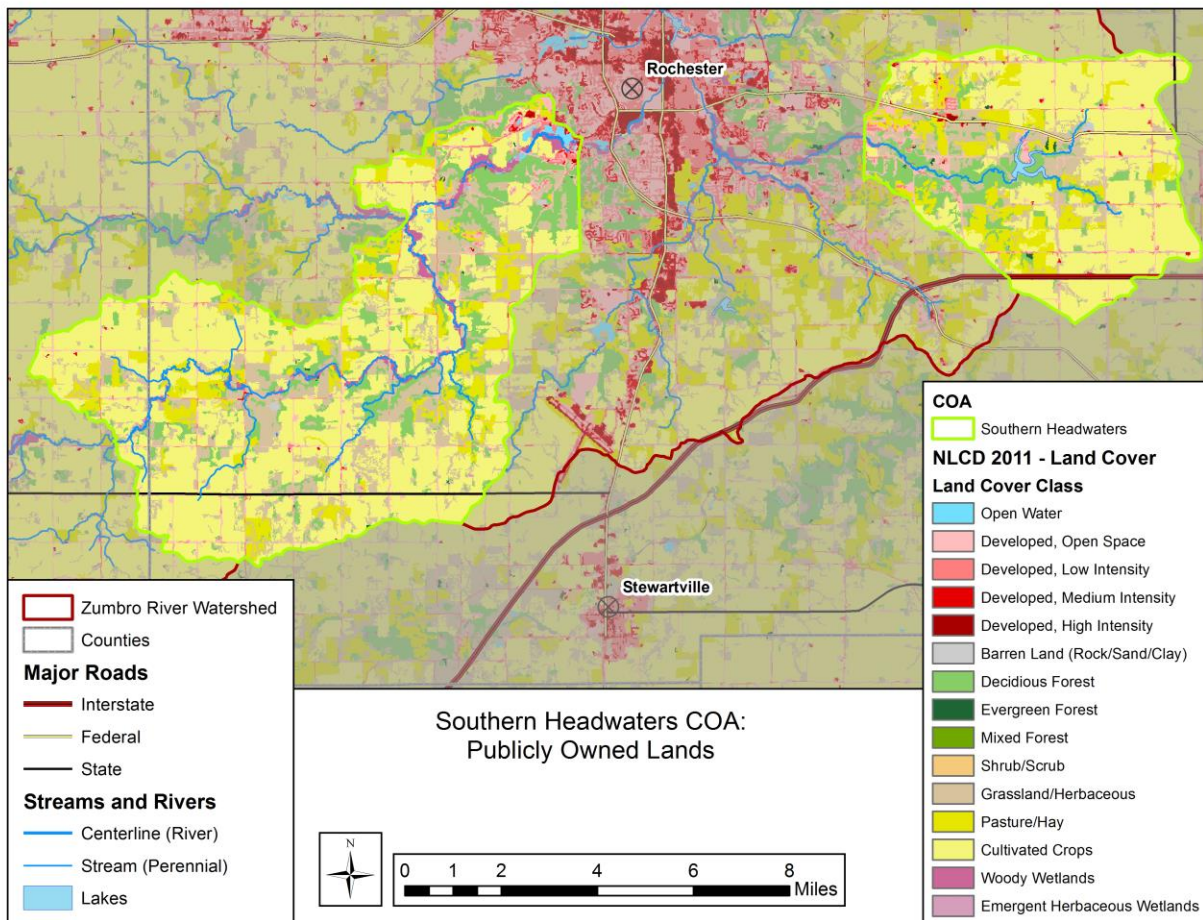 Rochester
Stewartville
Zumbro River Watershed
Counties
Major Roads
Interstate
Federal
State
Streams and Rivers
Centerline (River)
Stream (Perennial)
Lakes
Southern Headwaters COA:
Publicly Owned Lands
N
0 1 2 4 6 8
Miles
COA
Southern Headwaters
NLCD 2011 - Land Cover
Land Cover Class
Open Water
Developed, Open Space
Developed, Low Intensity
Developed, Medium Intensity
Developed, High Intensity
Barren Land (Rock/Sand/Clay)
Decidious Forest
Evergreen Forest
Mixed Forest
Shrub/Scrub
Grassland/Herbaceous
Pasture/Hay
Cultivated Crops
Woody Wetlands
Emergent Herbaceous Wetlands